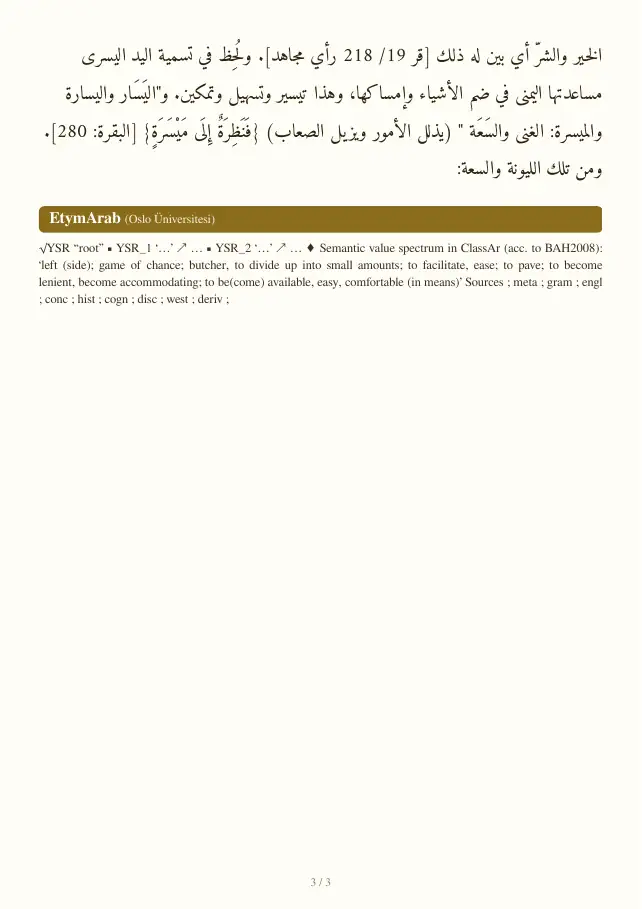 الخير والشرّ أي بين له ذلك [قر 19/ 218 رأي مجاهد]. ولُحِظ في تسمية اليد اليسرى
مساعدتها اليمنى في ضم الأشياء وإمساكها، وهذا تيسير وتسهيل وتمكين. و"اليَسَار واليسارة
والميسرة: الغنى والسَعَة " (يذلل الأمور ويزيل الصعاب) {فَنَظِرَةٌ إِلَى مَيْسَرَةٍ} [البقرة: 280].
ومن تلك الليونة والسعة:
EtymArab (Oslo Üniversitesi)
√YSR “root” ▪ YSR_1 ‘…’ ↗ … ▪ YSR_2 ‘…’ ↗ … ♦ Semantic value spectrum in ClassAr (acc. to BAH2008):
‘left (side); game of chance; butcher, to divide up into small amounts; to facilitate, ease; to pave; to become
lenient, become accommodating; to be(come) available, easy, comfortable (in means)’ Sources ; meta ; gram ; engl
; conc ; hist ; cogn ; disc ; west ; deriv ;
3 / 3